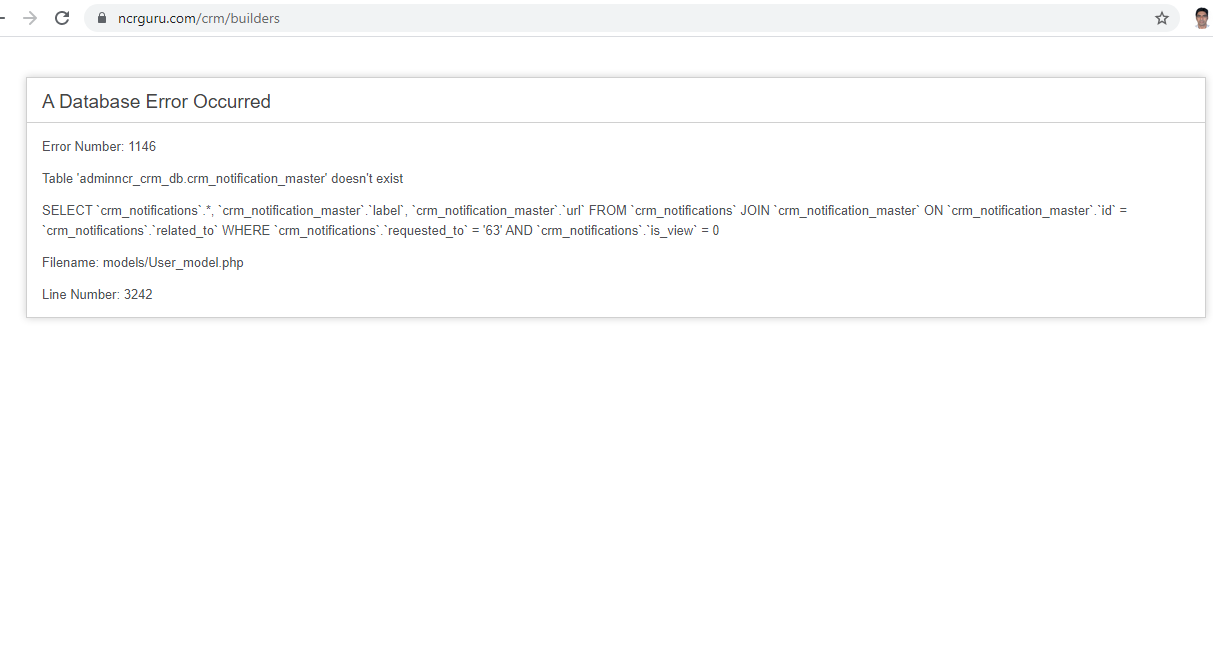 ncrguru.com/crm/builders
A Database Error Occurred
Error Number: 1146
Table 'adminncr_crm_db.crm_notification_master' doesn't exist
SELECT `crm_notifications`.*, `crm_notification_master`.`label`, `crm_notification_master`.`url` FROM `crm_notifications` JOIN `crm_notification_master` ON `crm_notification_master`.`id` =
`crm_notifications`.`related_to` WHERE `crm_notifications`.`requested_to` = '63' AND `crm_notifications`.`is_view` = 0
Filename: models/User_model.php
Line Number: 3242